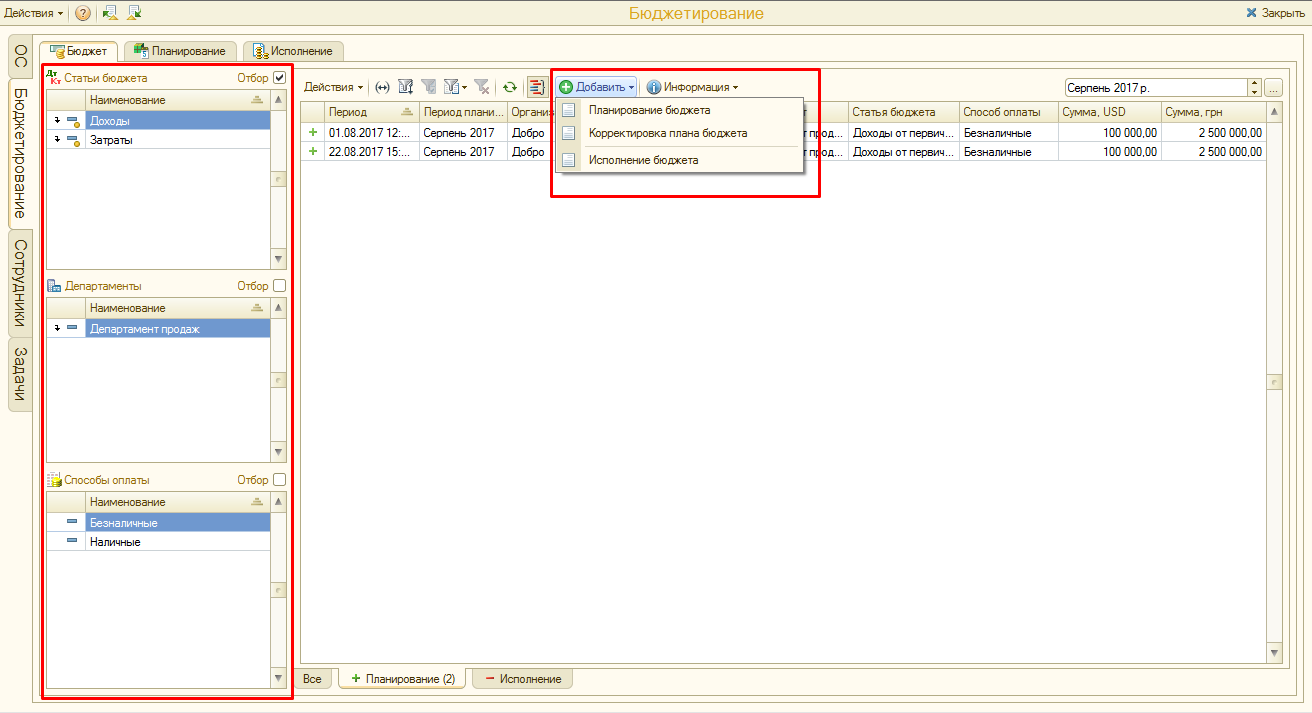 Действия
Бюджетирование
Закрыть
ОС
Бюджетирование
Сотрудники
Задачи
Бюджет
Планирование
Исполнение
Статьи бюджета Отбор
Наименование
Доходы
Затраты
Департаменты Отбор
Наименование
Департамент продаж
Способы оплаты Отбор
Наименование
Безналичные
Наличные
Действия Добавить Информация Серпень 2017 р. ...
Планирование бюджета
Корректировка плана бюджета
Исполнение бюджета
Период Период плани... Статья бюджета Способ оплаты Сумма, USD Сумма, грн
01.08.2017 12:... Серпень 2017 Добро прод... Доходы от первич... Безналичные 100 000,00 2 500 000,00
22.08.2017 15:... Серпень 2017 Добро прод... Доходы от первич... Безналичные 100 000,00 2 500 000,00
Все
Планирование (2)
Исполнение